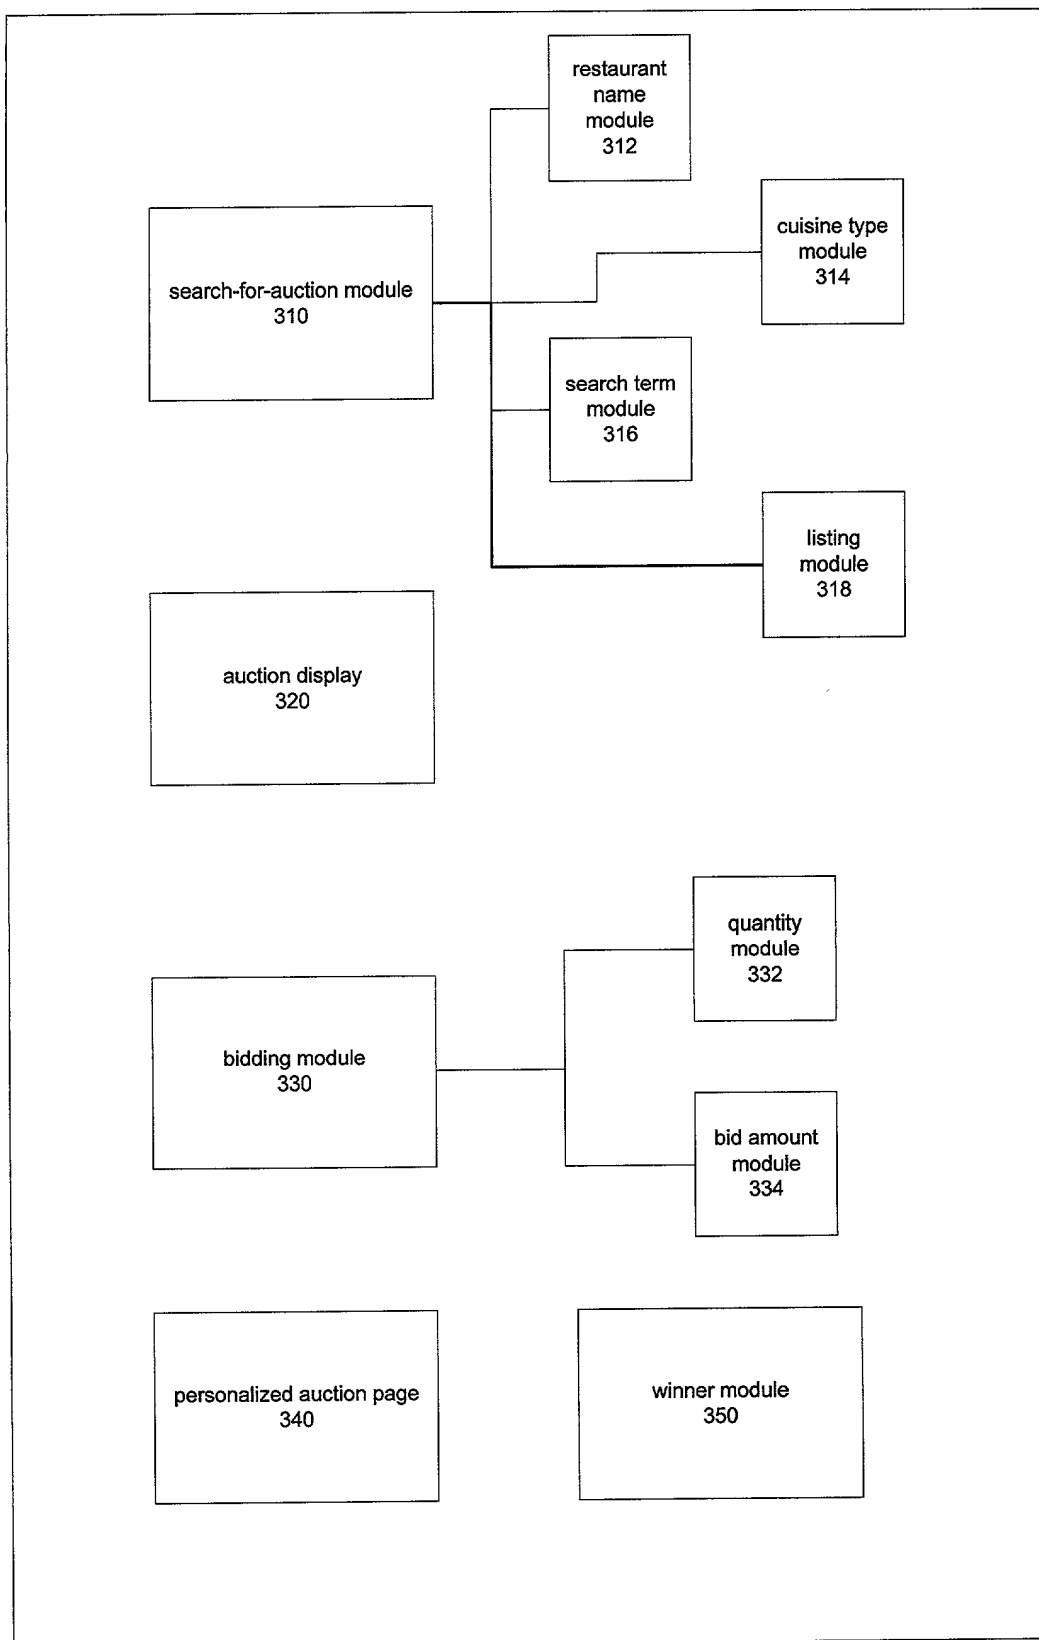 restaurant
name
module
312
cuisine type
module
314
search-for-auction module
310
search term
module
316
listing
module
318
auction display
320
quantity
module
332
bidding module
330
bid amount
module
334
personalized auction page
340
winner module
350